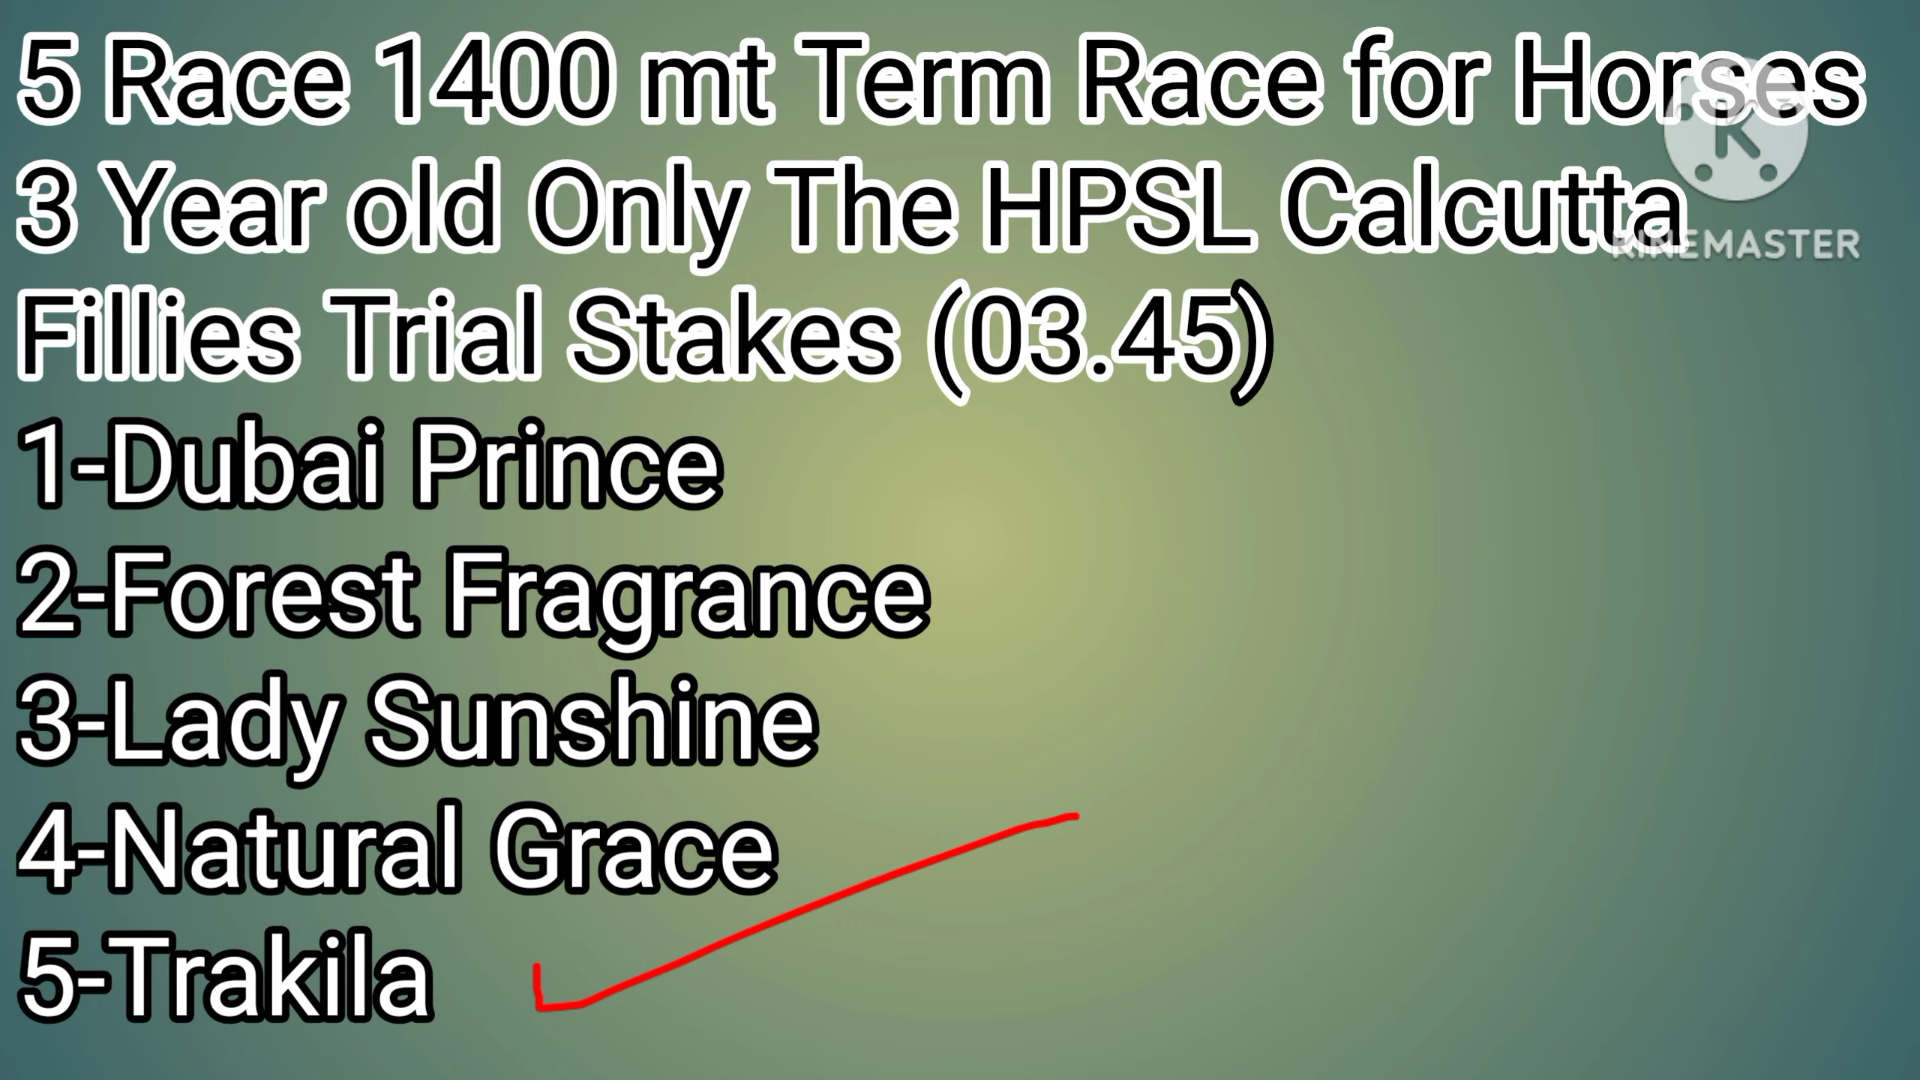 5 Race 1400 mt Term Race for Horses
3 Year old Only The HPSL Calcutta
Fillies Trial Stakes (03.45)
1-Dubai Prince
2-Forest Fragrance
3-Lady Sunshine
4-Natural Grace
5-Trakila
K
KINEMASTER